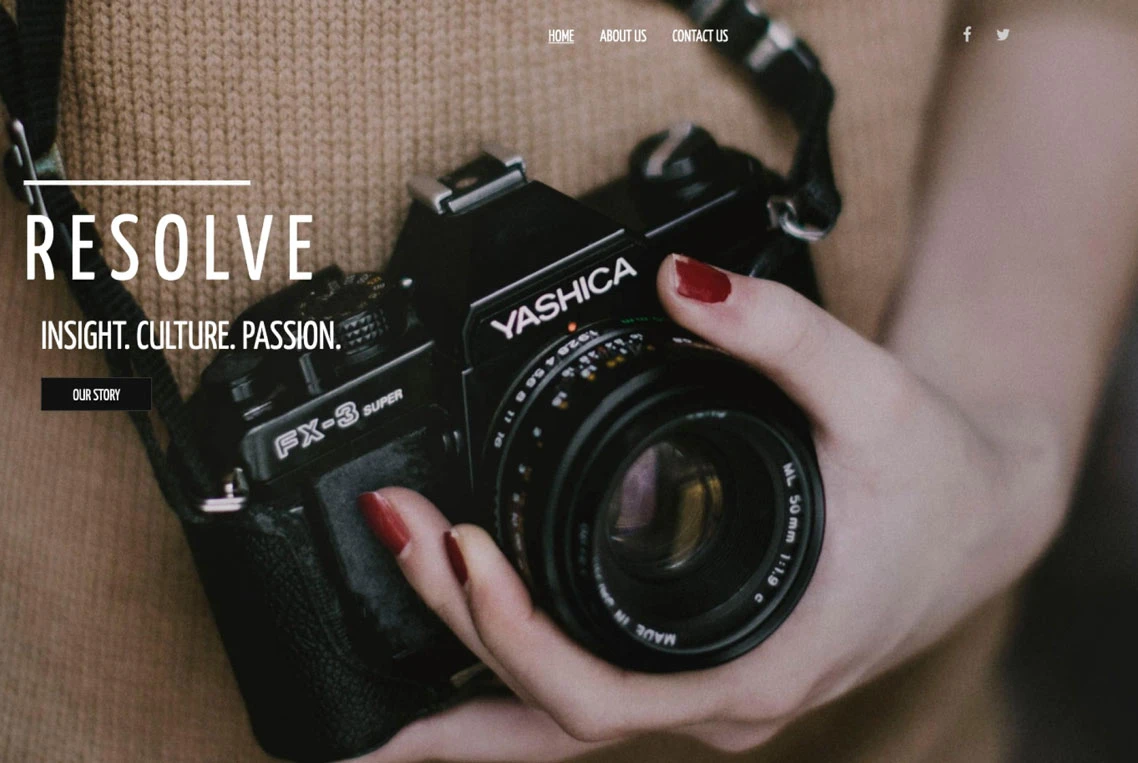 HOME ABOUT US CONTACT US
RESOLVE
INSIGHT. CULTURE. PASSION.
OUR STORY
YASHICA
FX-3 SUPER
ML 50mm 1:1.9 c
MADE IN